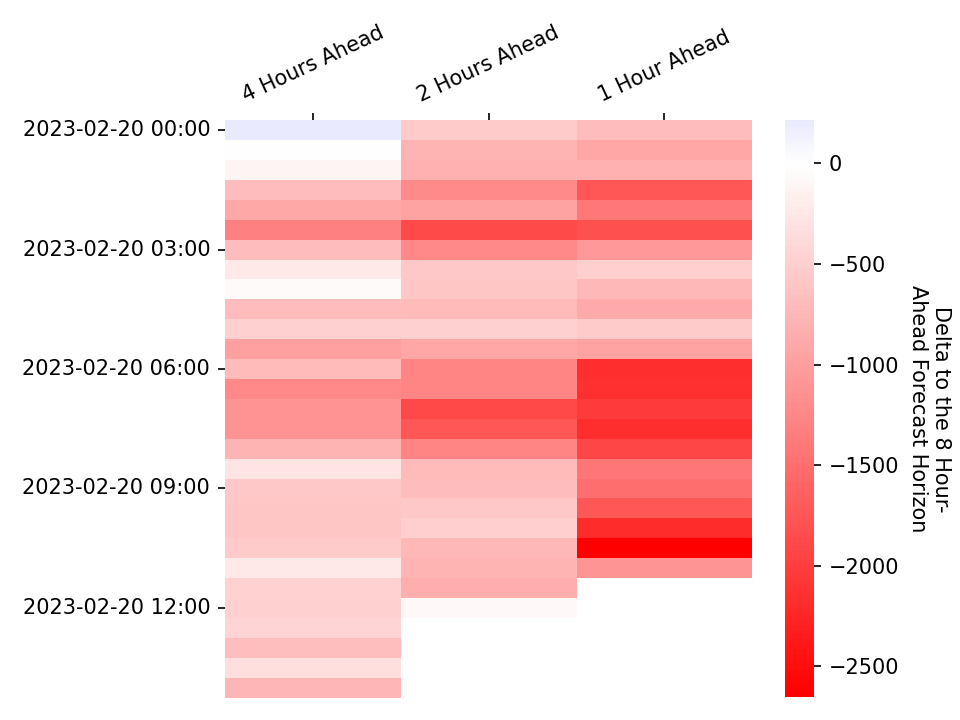 4 Hours Ahead
2 Hours Ahead
1 Hour Ahead
2023-02-20 00:00
2023-02-20 03:00
2023-02-20 06:00
2023-02-20 09:00
2023-02-20 12:00
0
−500
−1000
−1500
−2000
−2500
Delta to the 8 Hour-
Ahead Forecast Horizon